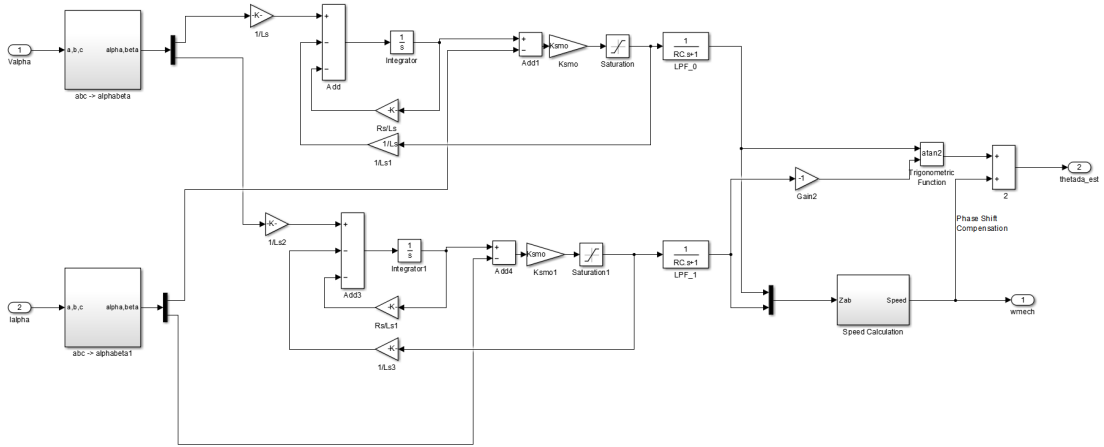 1
Valpha
a,b,c
alpha,beta
abc -> alphabeta
-K-
1/Ls
+
−
−
Add
1
s
Integrator
-K-
Rs/Ls
1/Ls
1/Ls1
+
−
Add1
Ksmo
Ksmo
Saturation
1
RC.s+1
LPF_0
-K-
1/Ls2
+
−
−
Add3
1
s
Integrator1
-K-
Rs/Ls1
-K-
1/Ls3
+
−
Add4
Ksmo
Ksmo1
Saturation1
1
RC.s+1
LPF_1
2
Ialpha
a,b,c
alpha,beta
abc -> alphabeta1
-1
Gain2
atan2
Trigonometric
Function
+
+
2
2
thetada_est
Phase Shift
Compensation
Zab
Speed
Speed Calculation
1
wmech